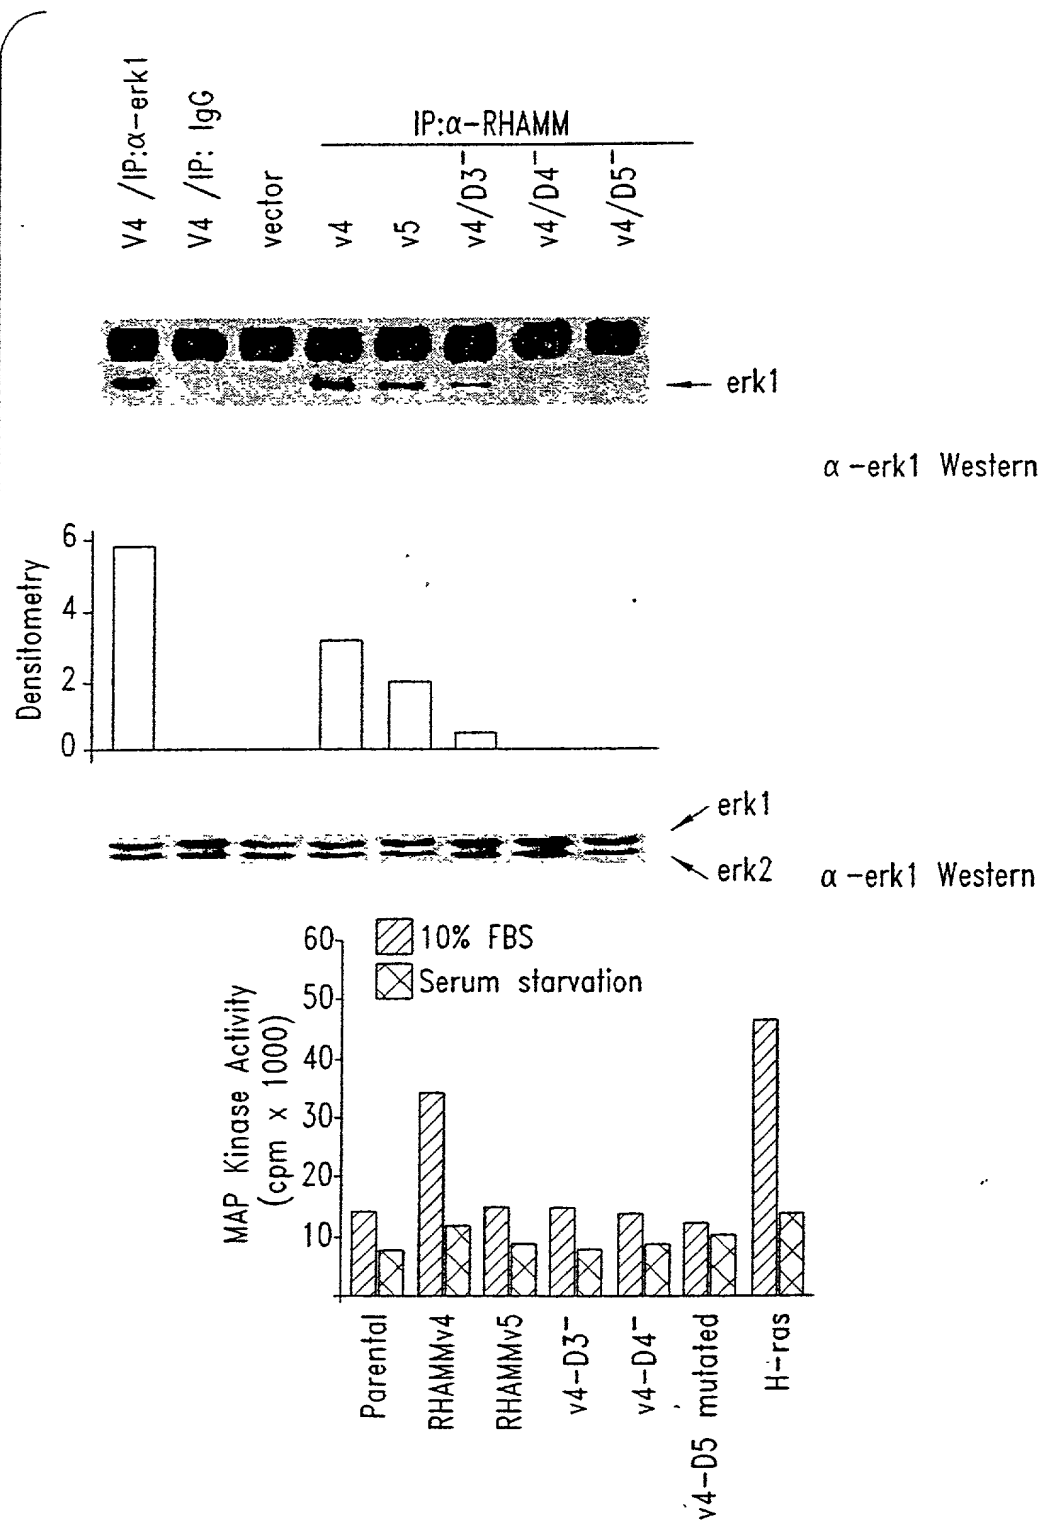 V4 /IP:α-erk1
V4 /IP: IgG
vector
IP:α-RHAMM
v4
v5
v4/D3⁻
v4/D4⁻
v4/D5⁻
erk1
α-erk1 Western
Densitometry
6
4
2
0
erk1
erk2
α-erk1 Western
MAP Kinase Activity
(cpm x 1000)
60
50
40
30
20
10
10% FBS
Serum starvation
Parental
RHAMMv4
RHAMMv5
v4-D3⁻
v4-D4⁻
v4-D5 mutated
H-ras